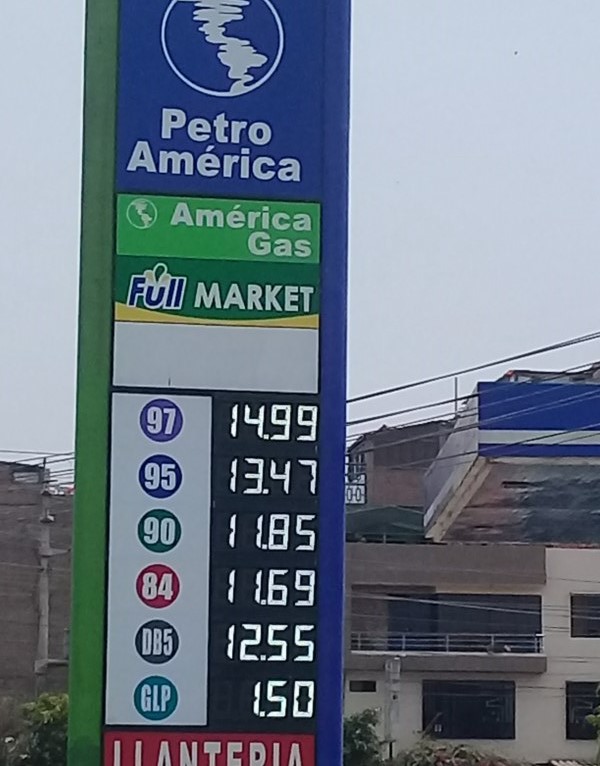 Petro
América
América
Gas
Full MARKET
97 14.99
95 13.47
90 11.85
84 11.69
DB5 12.55
GLP 1.50
LLANTERIA